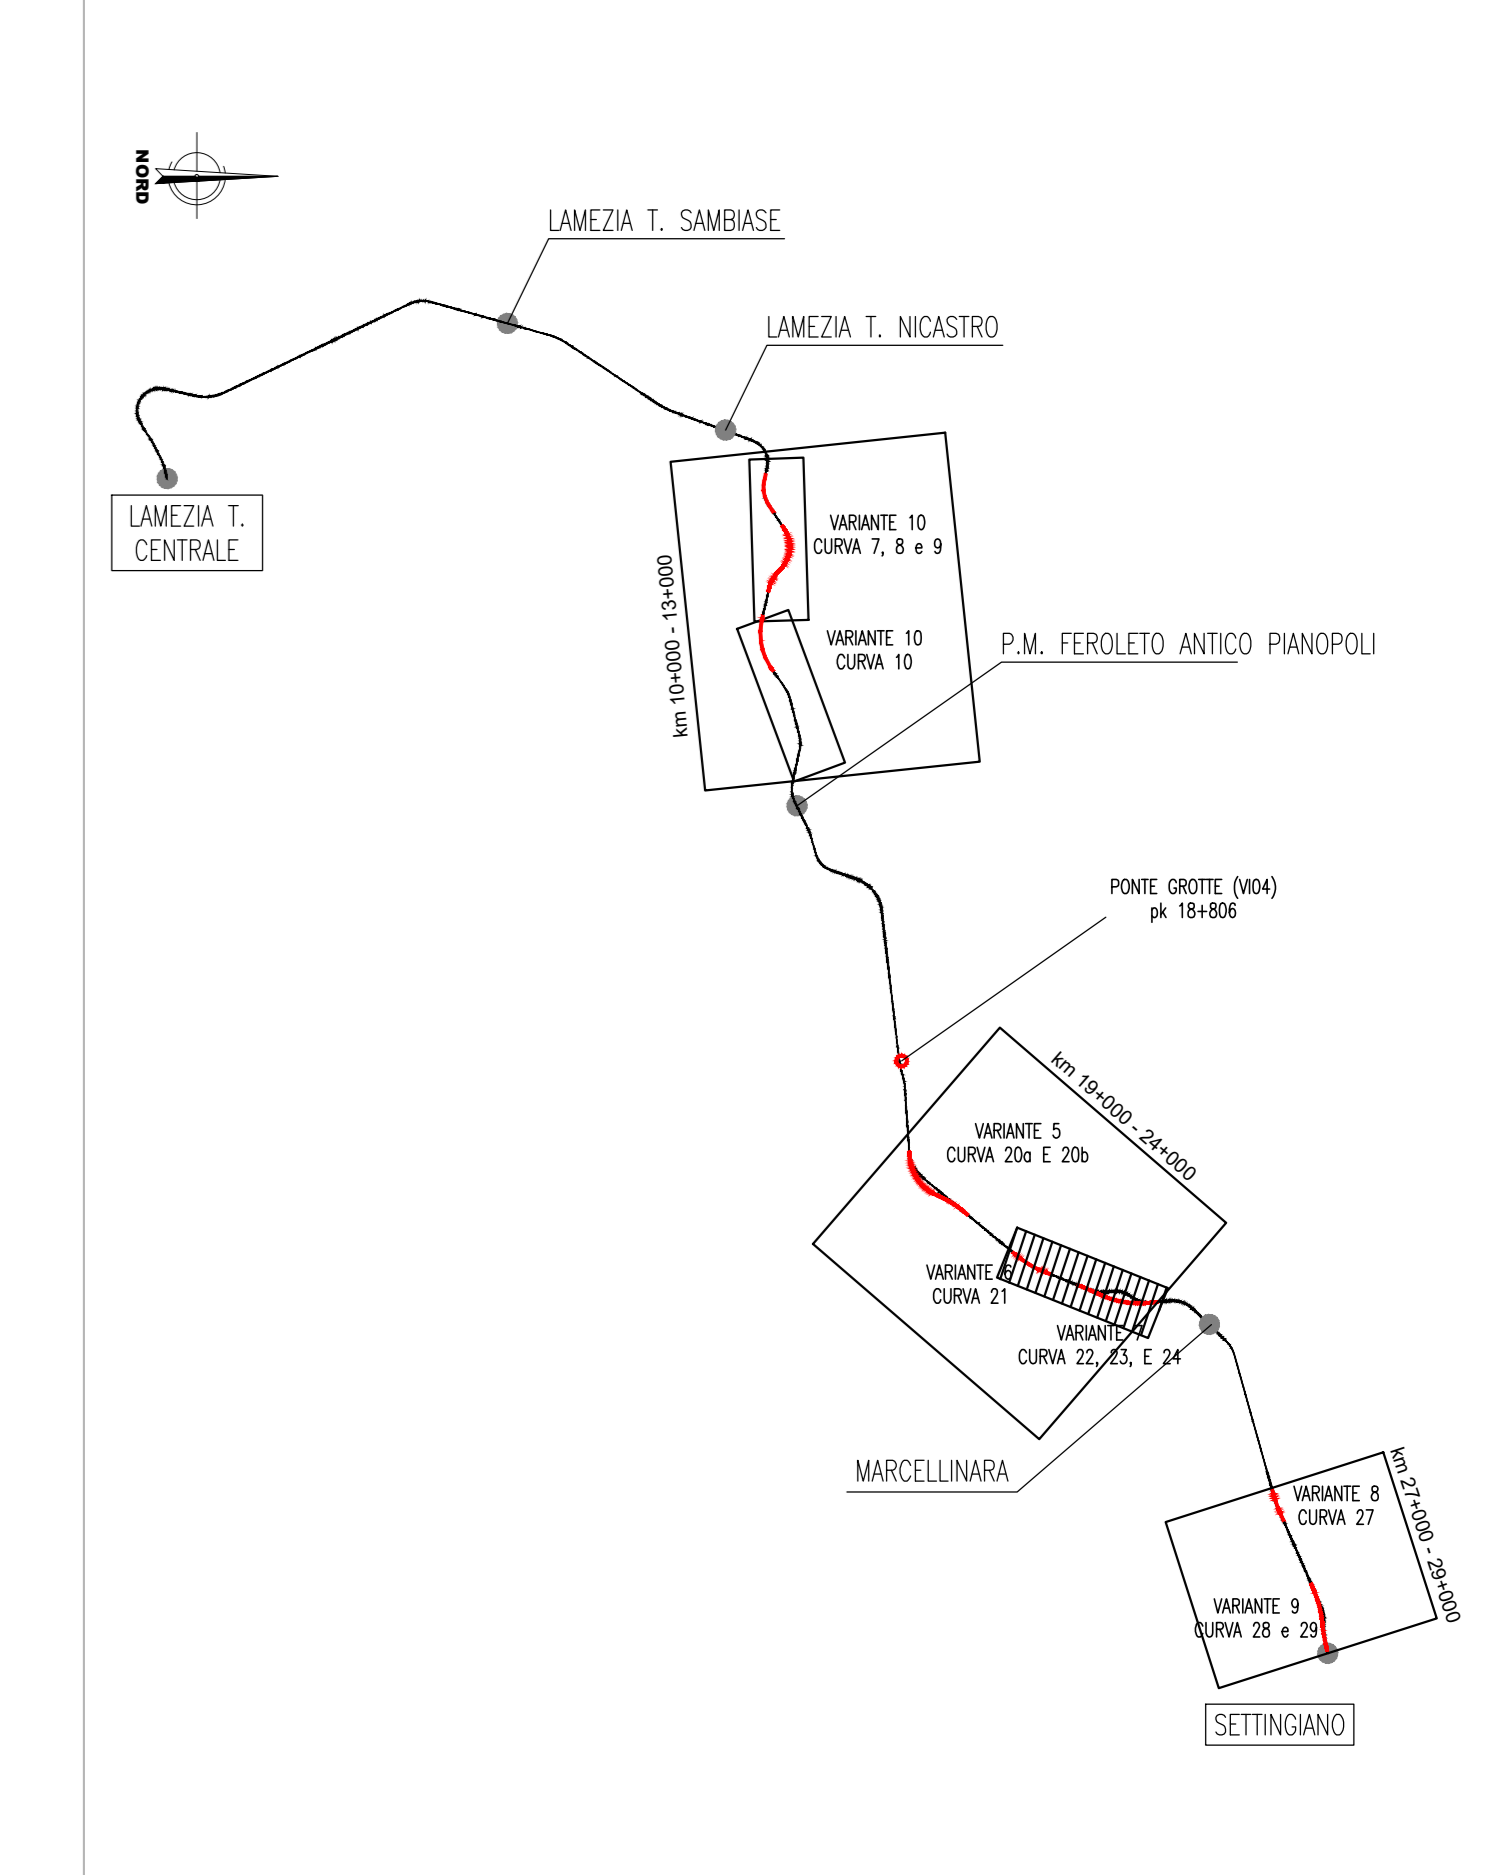 NORD
LAMEZIA T. SAMBIASE
LAMEZIA T. NICASTRO
LAMEZIA T.
CENTRALE
VARIANTE 10
CURVA 7, 8 e 9
km 10+000 - 13+000
VARIANTE 10
CURVA 10
P.M. FEROLETO ANTICO PIANOPOLI
PONTE GROTTE (VI04)
pk 18+806
km 19+000 - 24+000
VARIANTE 5
CURVA 20a E 20b
VARIANTE 6
CURVA 21
VARIANTE 7
CURVA 22, 23, E 24
MARCELLINARA
km 27+000 - 29+000
VARIANTE 8
CURVA 27
VARIANTE 9
CURVA 28 e 29
SETTINGIANO